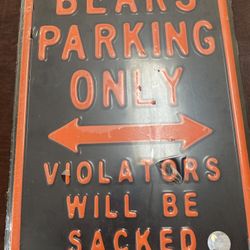 BEARS
PARKING
ONLY
VIOLATORS
WILL BE
SACKED